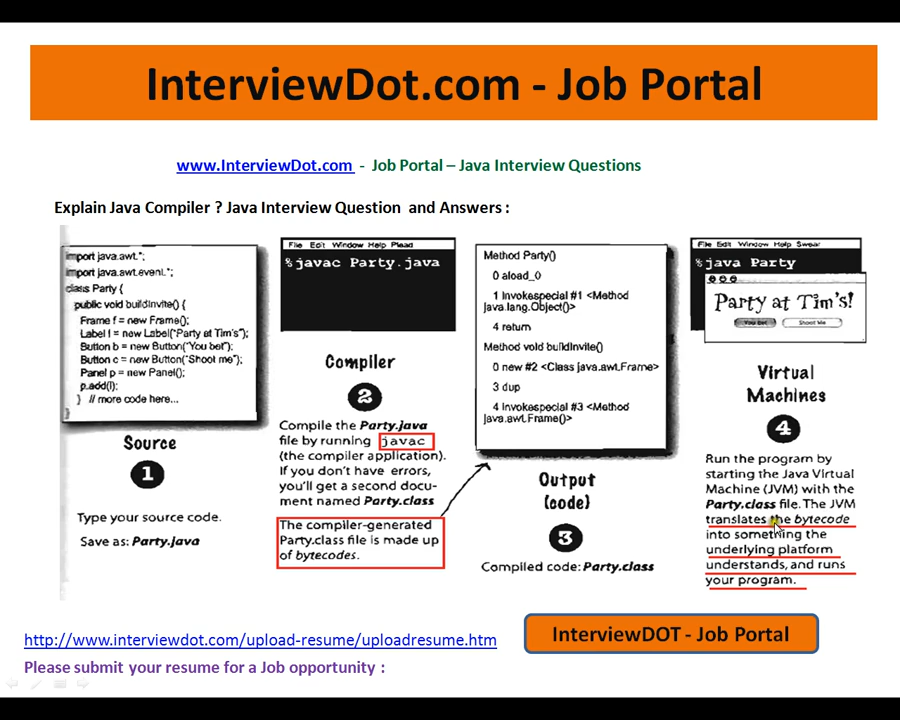 InterviewDot.com - Job Portal
www.InterviewDot.com - Job Portal – Java Interview Questions
Explain Java Compiler ? Java Interview Question and Answers :
import java.awt.*;
import java.awt.event.*;
class Party {
public void buildInvite() {
Frame f = new Frame();
Label l = new Label("Party at Tim's");
Button b = new Button("You bet");
Button c = new Button("Shoot me");
Panel p = new Panel();
p.add(l);
} // more code here...
}
Source
1
Type your source code.
Save as: Party.java
File Edit Window Help Plead
%javac Party.java
Compiler
2
Compile the Party.java
file by running javac
(the compiler application).
If you don't have errors,
you'll get a second docu-
ment named Party.class
The compiler-generated
Party.class file is made up
of bytecodes.
Method Party()
0 aload_0
1 invokespecial #1 <Method
java.lang.Object()>
4 return
Method void buildInvite()
0 new #2 <Class java.awt.Frame>
3 dup
4 invokespecial #3 <Method
java.awt.Frame()>
Output
(code)
3
Compiled code: Party.class
File Edit Window Help Swear
%java Party
Party at Tim's!
You bet Shoot Me
Virtual
Machines
4
Run the program by
starting the Java Virtual
Machine (JVM) with the
Party.class file. The JVM
translates the bytecode
into something the
underlying platform
understands, and runs
your program.
http://www.interviewdot.com/upload-resume/uploadresume.htm
InterviewDOT - Job Portal
Please submit your resume for a Job opportunity :